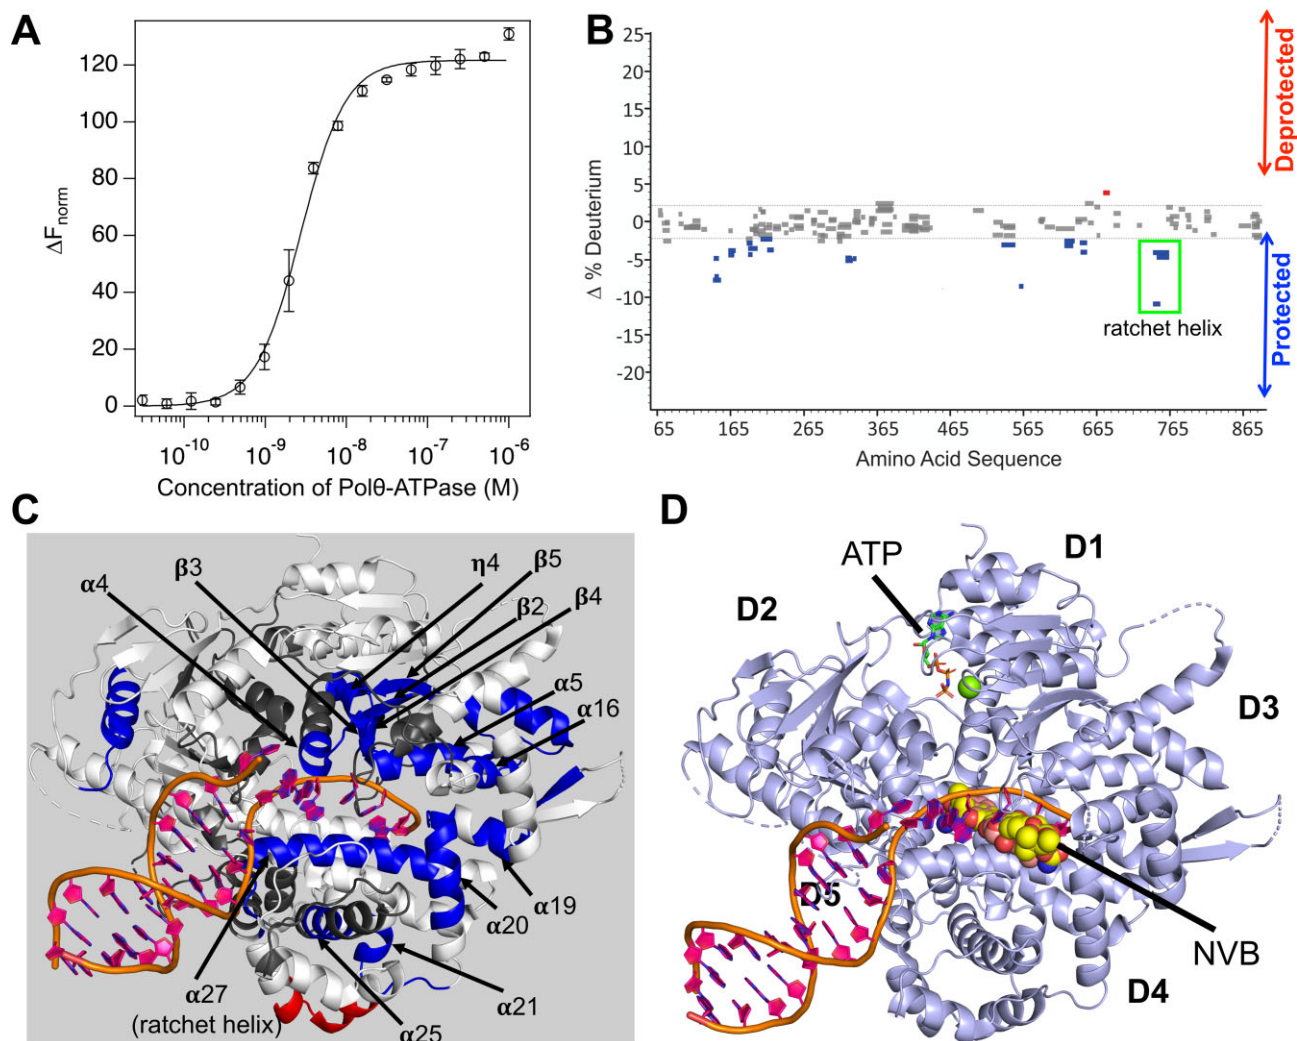 A
120
100
80
60
40
20
0
ΔF_norm
10^-10
10^-9
10^-8
10^-7
10^-6
Concentration of Polθ-ATPase (M)
B
25
20
15
10
5
0
-5
-10
-15
-20
Δ % Deuterium
ratchet helix
65
165
265
365
465
565
665
765
865
Amino Acid Sequence
Deprotected
Protected
C
β3
η4
β5
α4
β2
β4
α5
α16
α19
α20
α27
α21
(ratchet helix)
α25
D
ATP
D1
D2
D3
D5
NVB
D4